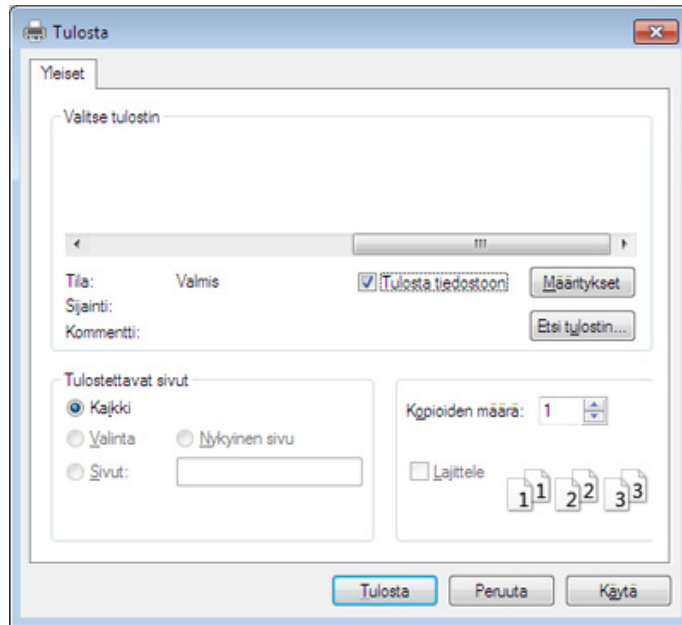 Tulosta
Yleiset
Valitse tulostin
Tila: Valmis Tulosta tiedostoon Määritykset
Sijainti:
Kommentti: Etsi tulostin...
Tulostettavat sivut
Kaikki
Kopioiden määrä: 1
Valinta Nykyinen sivu
Sivut: Lajittele
1 1 2 2 3 3
Tulosta Peruuta Käytä